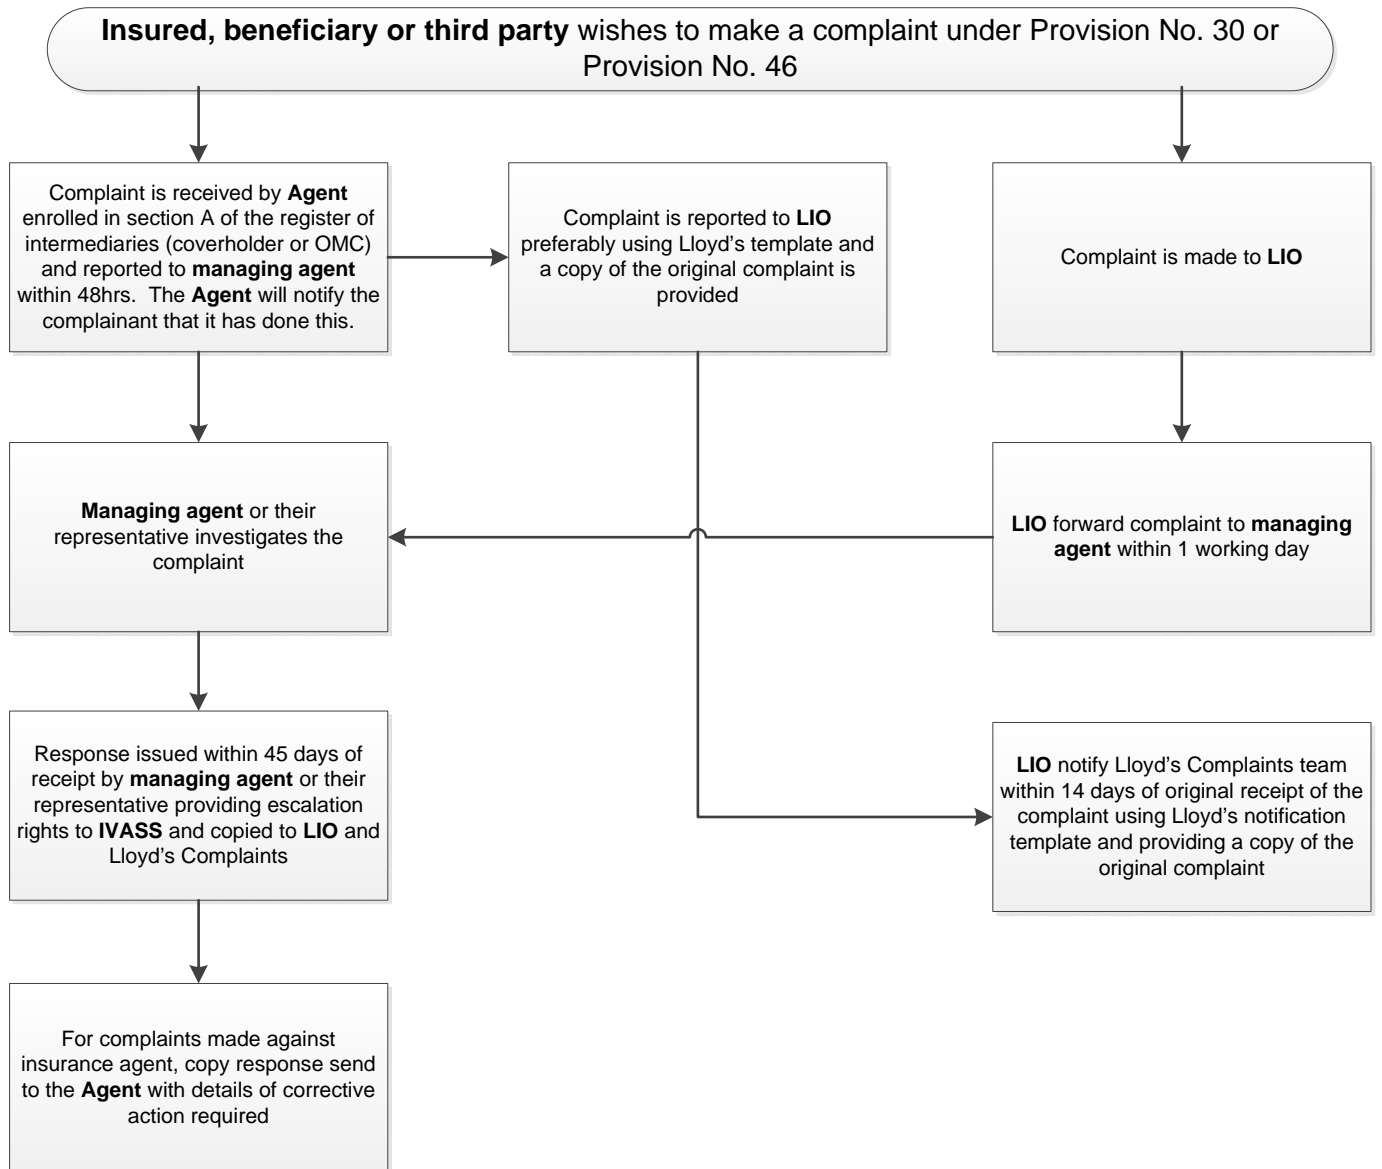 Insured, beneficiary or third party wishes to make a complaint under Provision No. 30 or
Provision No. 46
Complaint is received by Agent
enrolled in section A of the register of
intermediaries (coverholder or OMC)
and reported to managing agent
within 48hrs.  The Agent will notify the
complainant that it has done this.
Complaint is reported to LIO
preferably using Lloyd's template and
a copy of the original complaint is
provided
Complaint is made to LIO
Managing agent or their
representative investigates the
complaint
LIO forward complaint to managing
agent within 1 working day
Response issued within 45 days of
receipt by managing agent or their
representative providing escalation
rights to IVASS and copied to LIO and
Lloyd's Complaints
LIO notify Lloyd's Complaints team
within 14 days of original receipt of the
complaint using Lloyd's notification
template and providing a copy of the
original complaint
For complaints made against
insurance agent, copy response send
to the Agent with details of corrective
action required